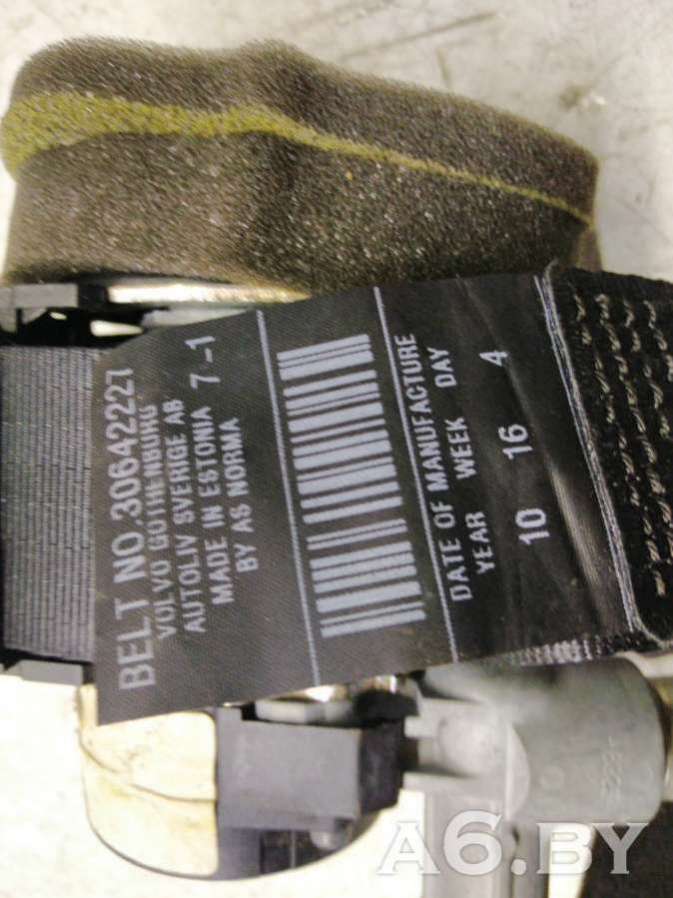 BELT NO.30642227
VOLVO GOTHENBURG
AUTOLIV SVERIGE AB
MADE IN ESTONIA 7-1
BY AS NORMA
DATE OF MANUFACTURE
YEAR WEEK DAY
10 16 4
A6.BY